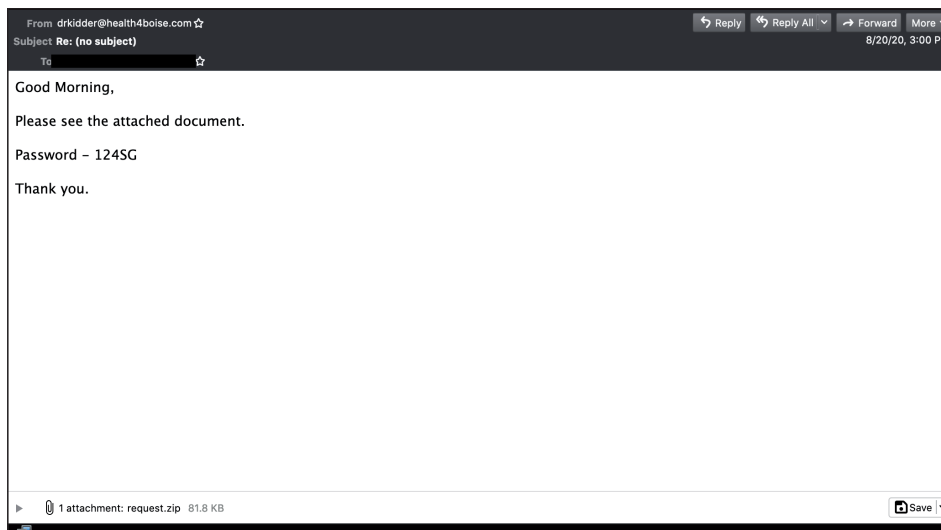 From drkidder@health4boise.com
Reply Reply All Forward More
Subject Re: (no subject)
8/20/20, 3:00 P
To
Good Morning,
Please see the attached document.
Password – 124SG
Thank you.
1 attachment: request.zip 81.8 KB
Save